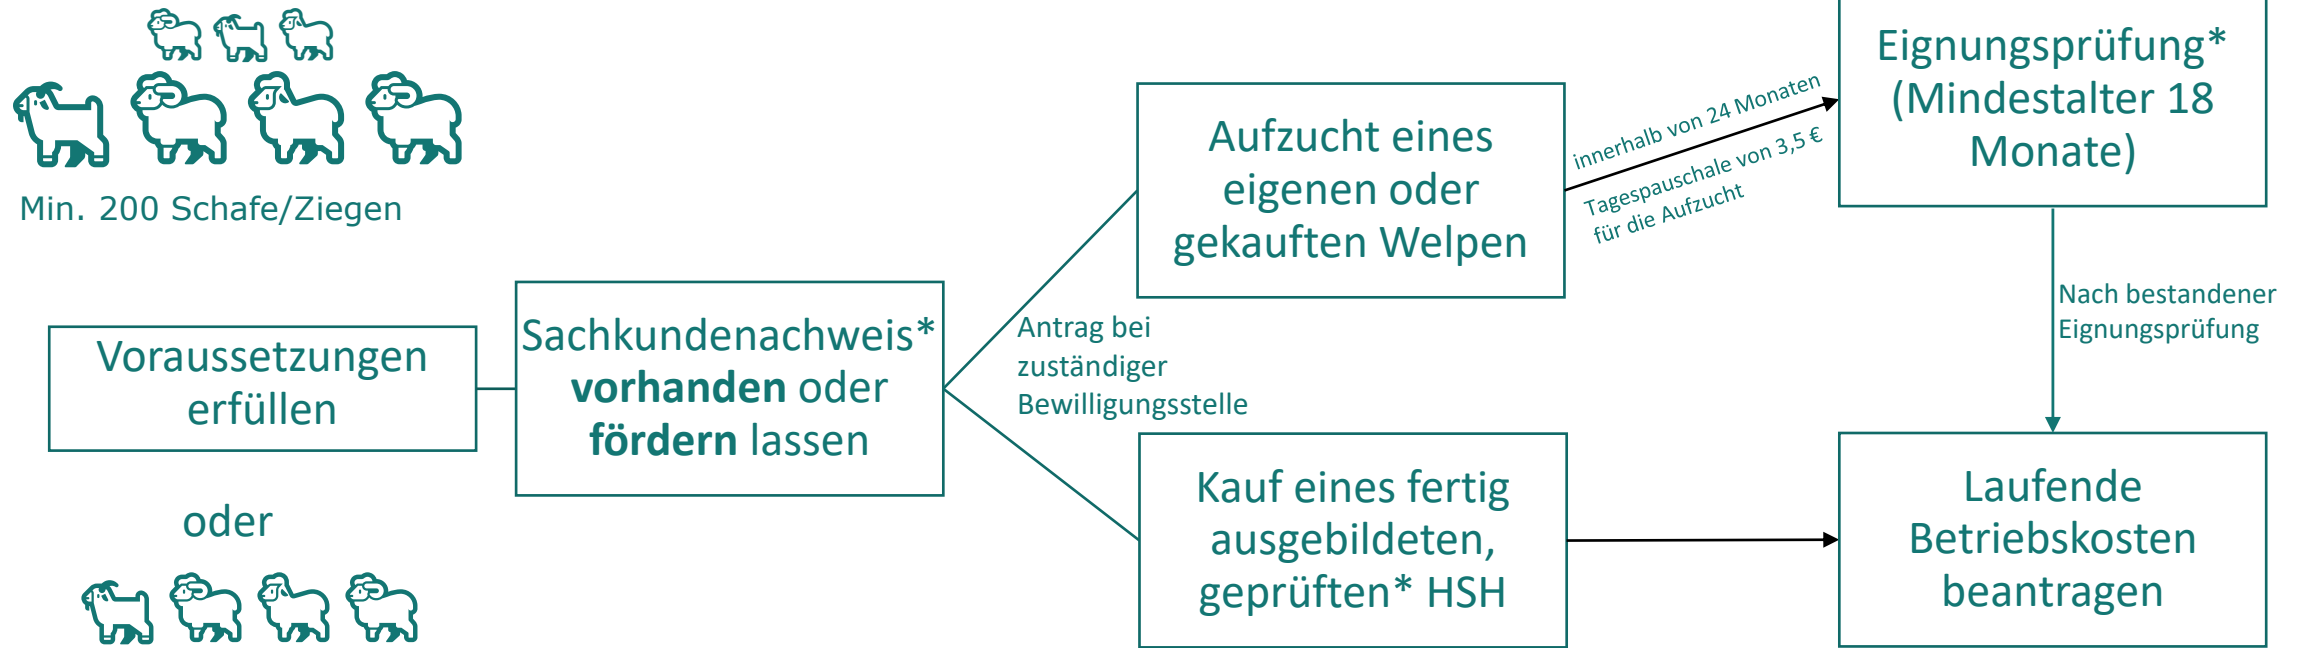 Min. 200 Schafe/Ziegen
Voraussetzungen
erfüllen
oder
Sachkundenachweis*
vorhanden oder
fördern lassen
Antrag bei
zuständiger
Bewilligungsstelle
Aufzucht eines
eigenen oder
gekauften Welpen
innerhalb von 24 Monaten
Tagespauschale von 3,5 €
für die Aufzucht
Eignungsprüfung*
(Mindestalter 18
Monate)
Nach bestandener
Eignungsprüfung
Kauf eines fertig
ausgebildeten,
geprüften* HSH
Laufende
Betriebskosten
beantragen